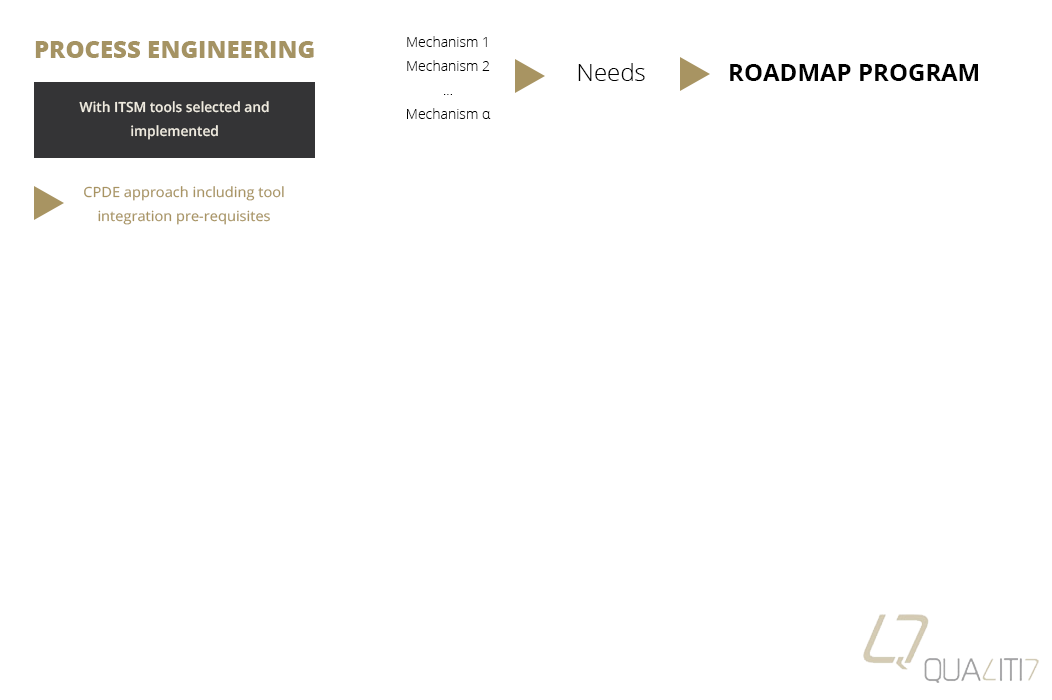 PROCESS ENGINEERING
With ITSM tools selected and
implemented
CPDE approach including tool
integration pre-requisites
Mechanism 1
Mechanism 2
...
Mechanism α
Needs
ROADMAP PROGRAM
QUALITI7